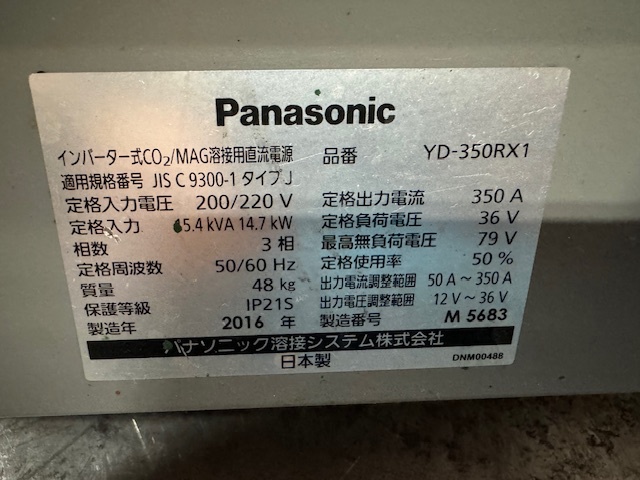 Panasonic
インバーター式CO₂/MAG溶接用直流電源 品番 YD-350RX1
適用規格番号 JIS C 9300-1 タイプJ
定格入力電圧 200/220 V 定格出力電流 350 A
定格入力 5.4 kVA 14.7 kW 定格負荷電圧 36 V
相数 3 相 最高無負荷電圧 79 V
定格周波数 50/60 Hz 定格使用率 50 %
質量 48 kg 出力電流調整範囲 50 A～350 A
保護等級 IP21S 出力電圧調整範囲 12 V～36 V
製造年 2016 年 製造番号 M 5683
パナソニック溶接システム株式会社
日本製 DNM00488